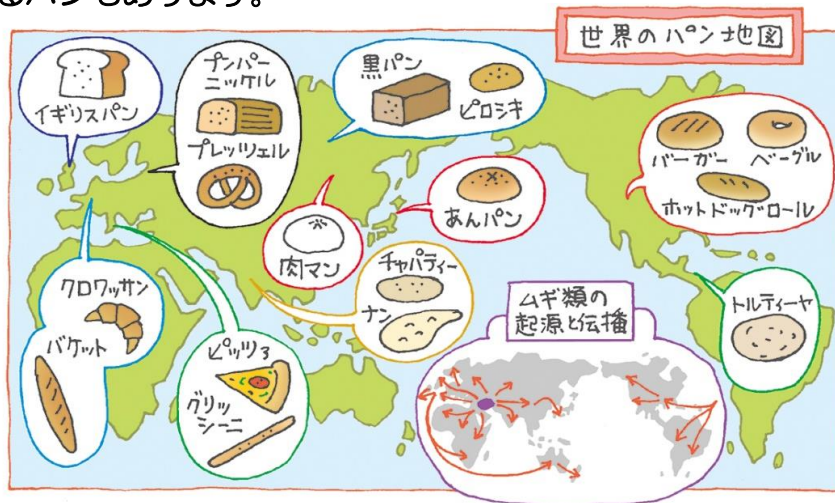 るパンもあります。
世界のパン地図
イギリスパン
プンパー
ニッケル
プレッツェル
黒パン
ピロシキ
バーガー
ベーグル
ホットドッグロール
あんパン
肉マン
チャパティー
ナン
クロワッサン
バケット
ピッツァ
グリッ
シーニ
ムギ類の
起源と伝播
トルティーヤ